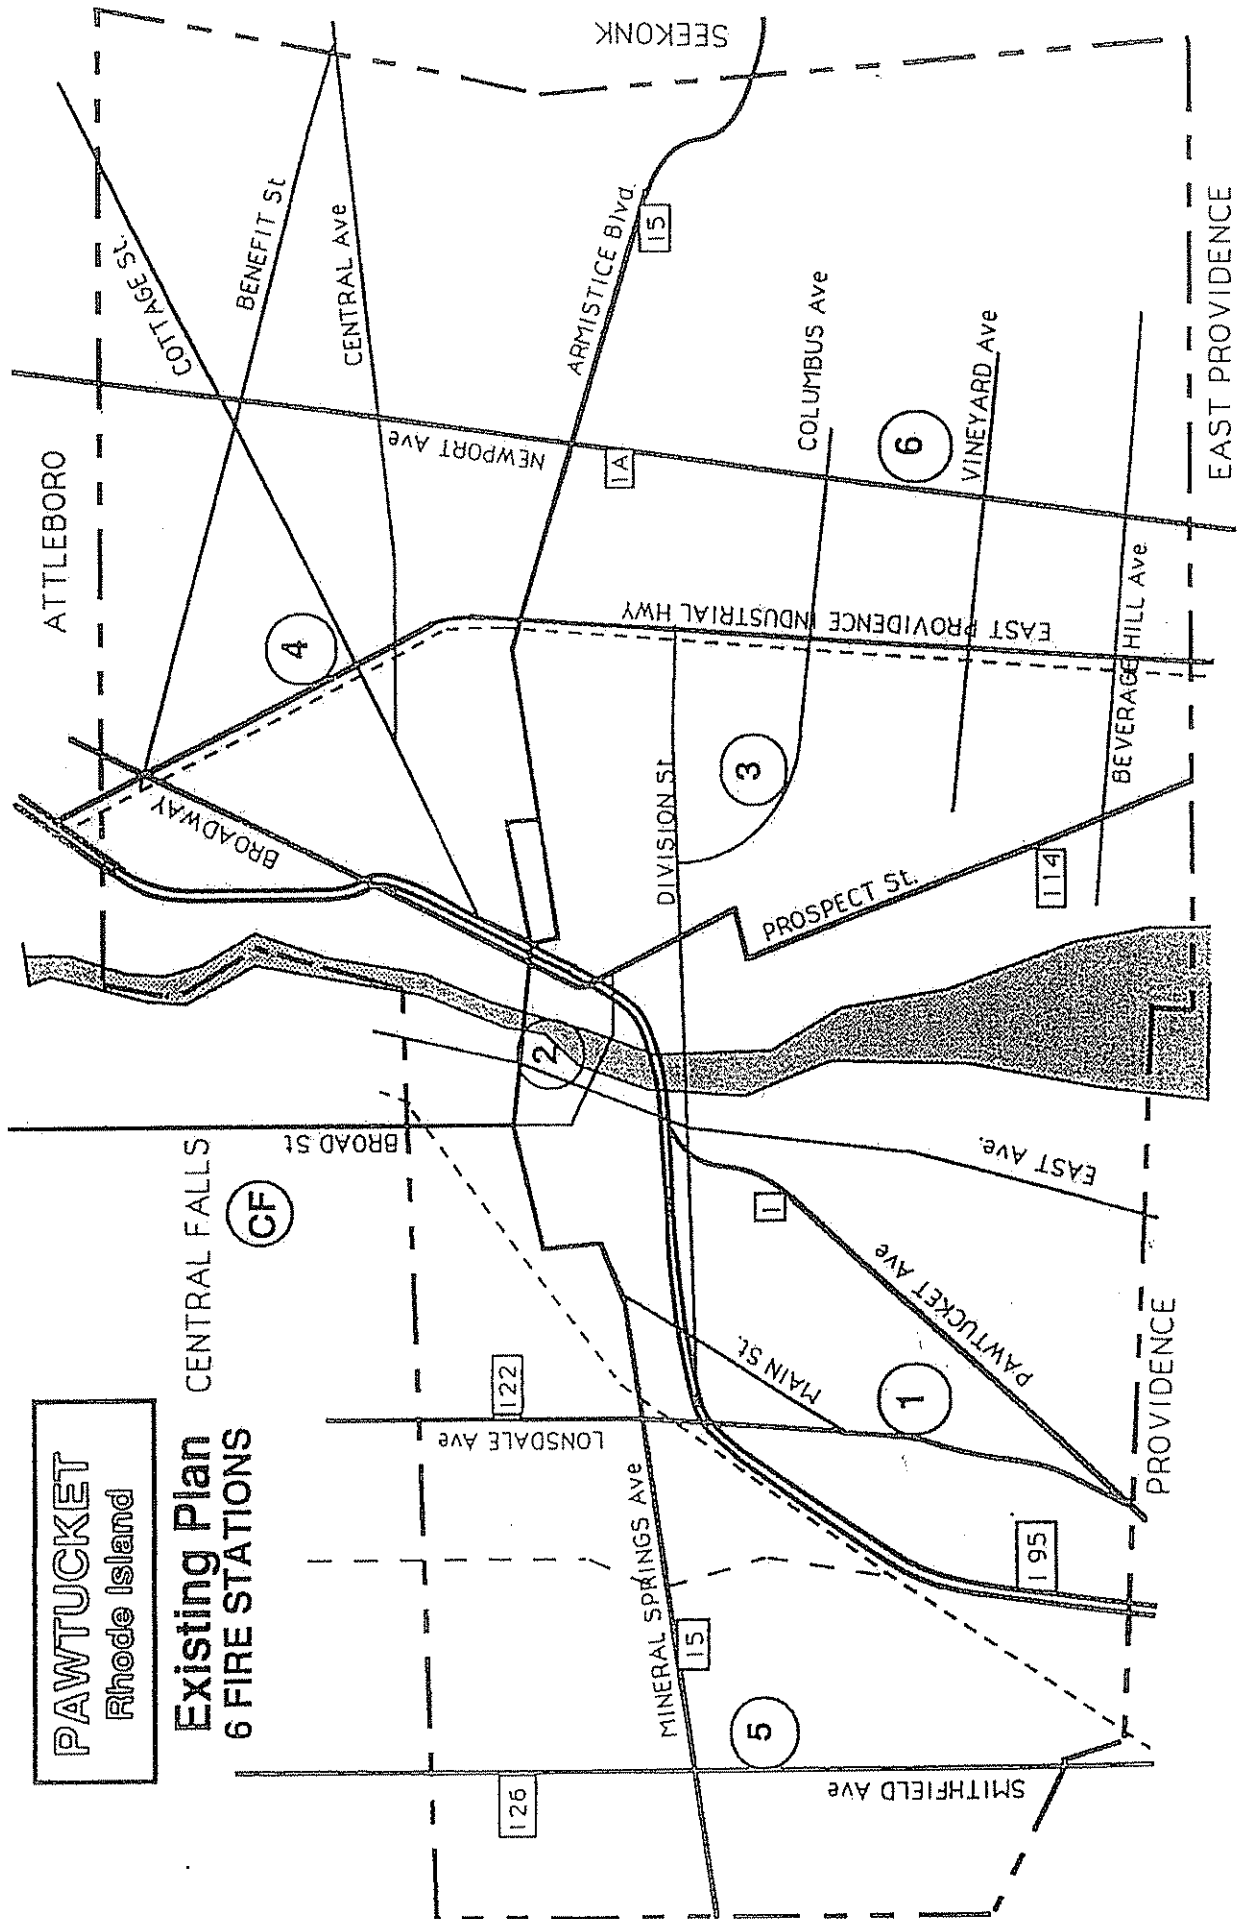 PAWTUCKET
Rhode Island
Existing Plan
6 FIRE STATIONS
CENTRAL FALLS
CF
ATTLEBORO
SEEKONK
COTTAGE St.
BENEFIT St
CENTRAL Ave
BROADWAY
4
NEWPORT Ave
1A
ARMISTICE Blvd.
15
BROAD St
2
122
LONSDALE Ave
126
MINERAL SPRINGS Ave
15
5
SMITHFIELD Ave
MAIN St.
1
195
1
PAWTUCKET Ave
EAST Ave.
DIVISION St
3
PROSPECT St.
114
EAST PROVIDENCE INDUSTRIAL HWY
COLUMBUS Ave
6
VINEYARD Ave
BEVERAGE HILL Ave
PROVIDENCE
EAST PROVIDENCE